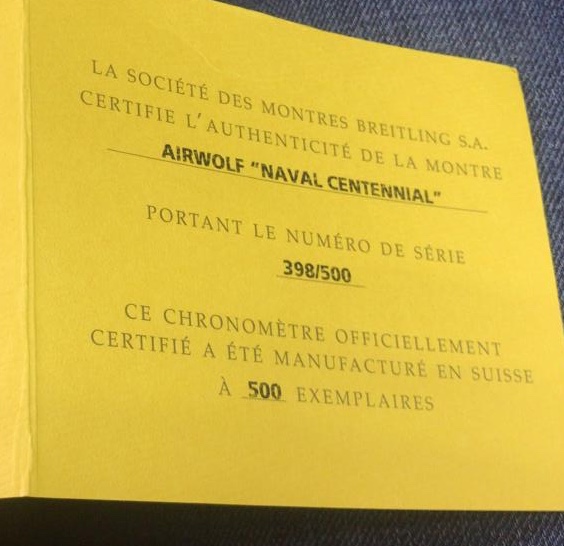 LA SOCIÉTÉ DES MONTRES BREITLING S.A.
CERTIFIE L'AUTHENTICITÉ DE LA MONTRE
AIRWOLF "NAVAL CENTENNIAL"
PORTANT LE NUMÉRO DE SÉRIE
398/500
CE CHRONOMÈTRE OFFICIELLEMENT
CERTIFIÉ A ÉTÉ MANUFACTURÉ EN SUISSE
À 500 EXEMPLAIRES